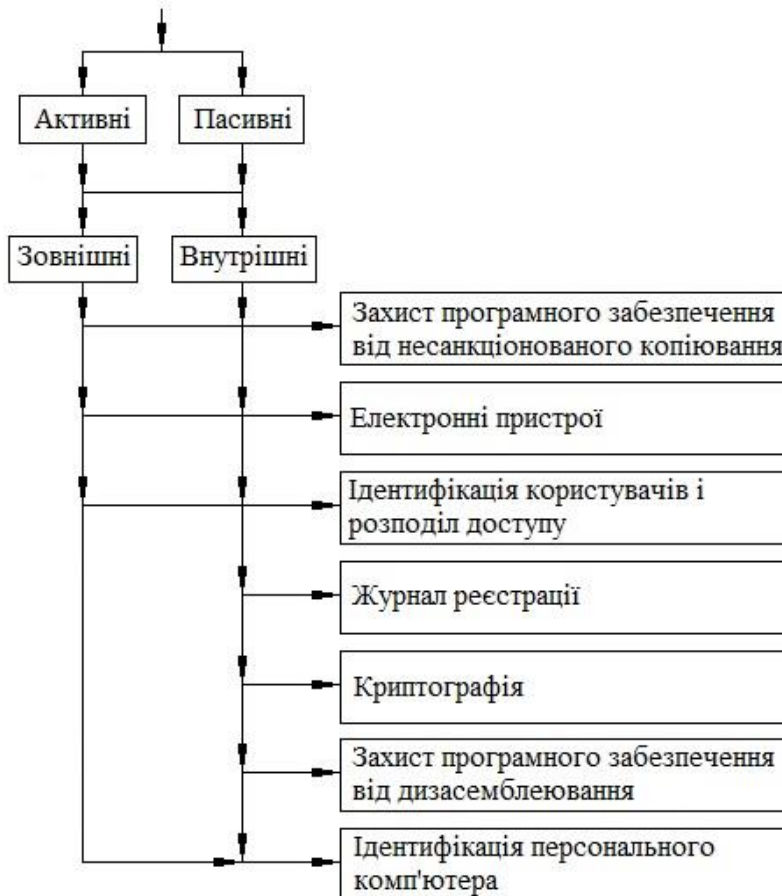 Активні
Пасивні
Зовнішні
Внутрішні
Захист програмного забезпечення
від несанкціонованого копіювання
Електронні пристрої
Ідентифікація користувачів і
розподіл доступу
Журнал реєстрації
Криптографія
Захист програмного забезпечення
від дизасемблеювання
Ідентифікація персонального
комп'ютера